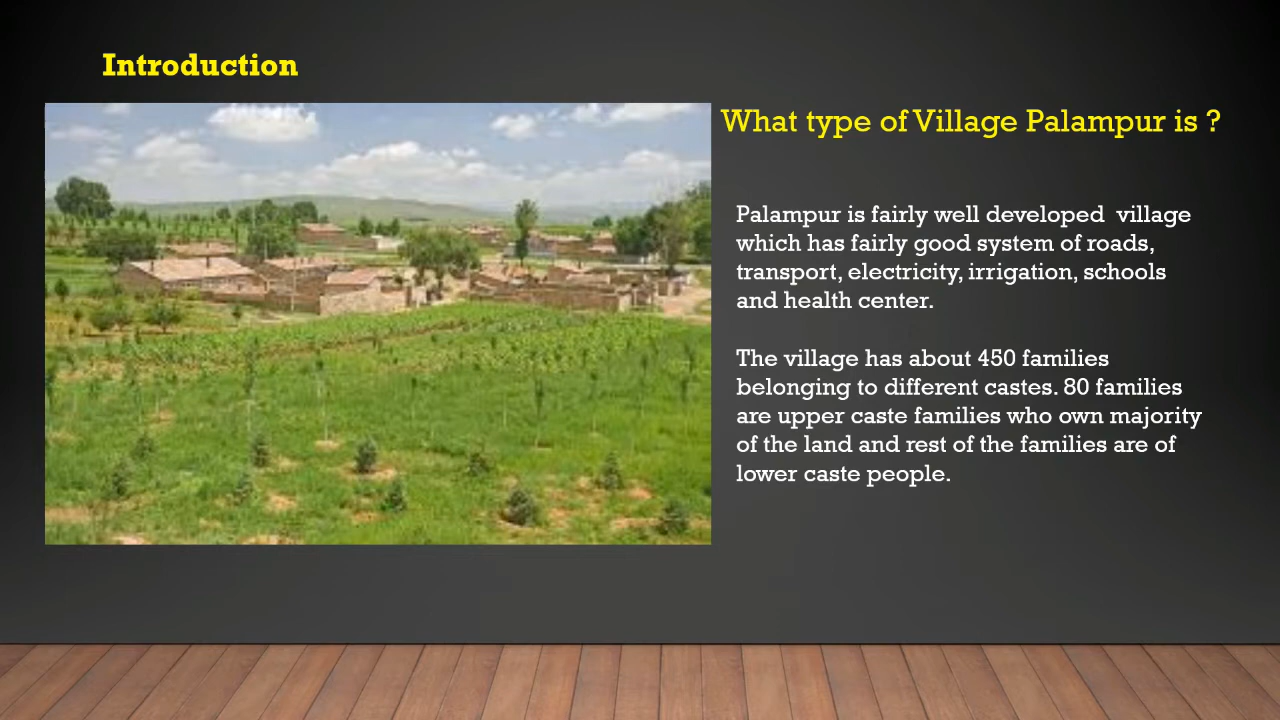 Introduction
What type of Village Palampur is ?
Palampur is fairly well developed  village
which has fairly good system of roads,
transport, electricity, irrigation, schools
and health center.
The village has about 450 families
belonging to different castes. 80 families
are upper caste families who own majority
of the land and rest of the families are of
lower caste people.